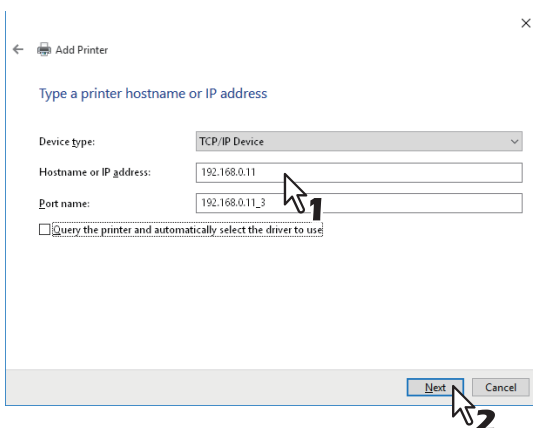 Add Printer
Type a printer hostname or IP address
Device type: TCP/IP Device
Hostname or IP address: 192.168.0.11
Port name: 192.168.0.11_3
1
Query the printer and automatically select the driver to use
Next Cancel
2